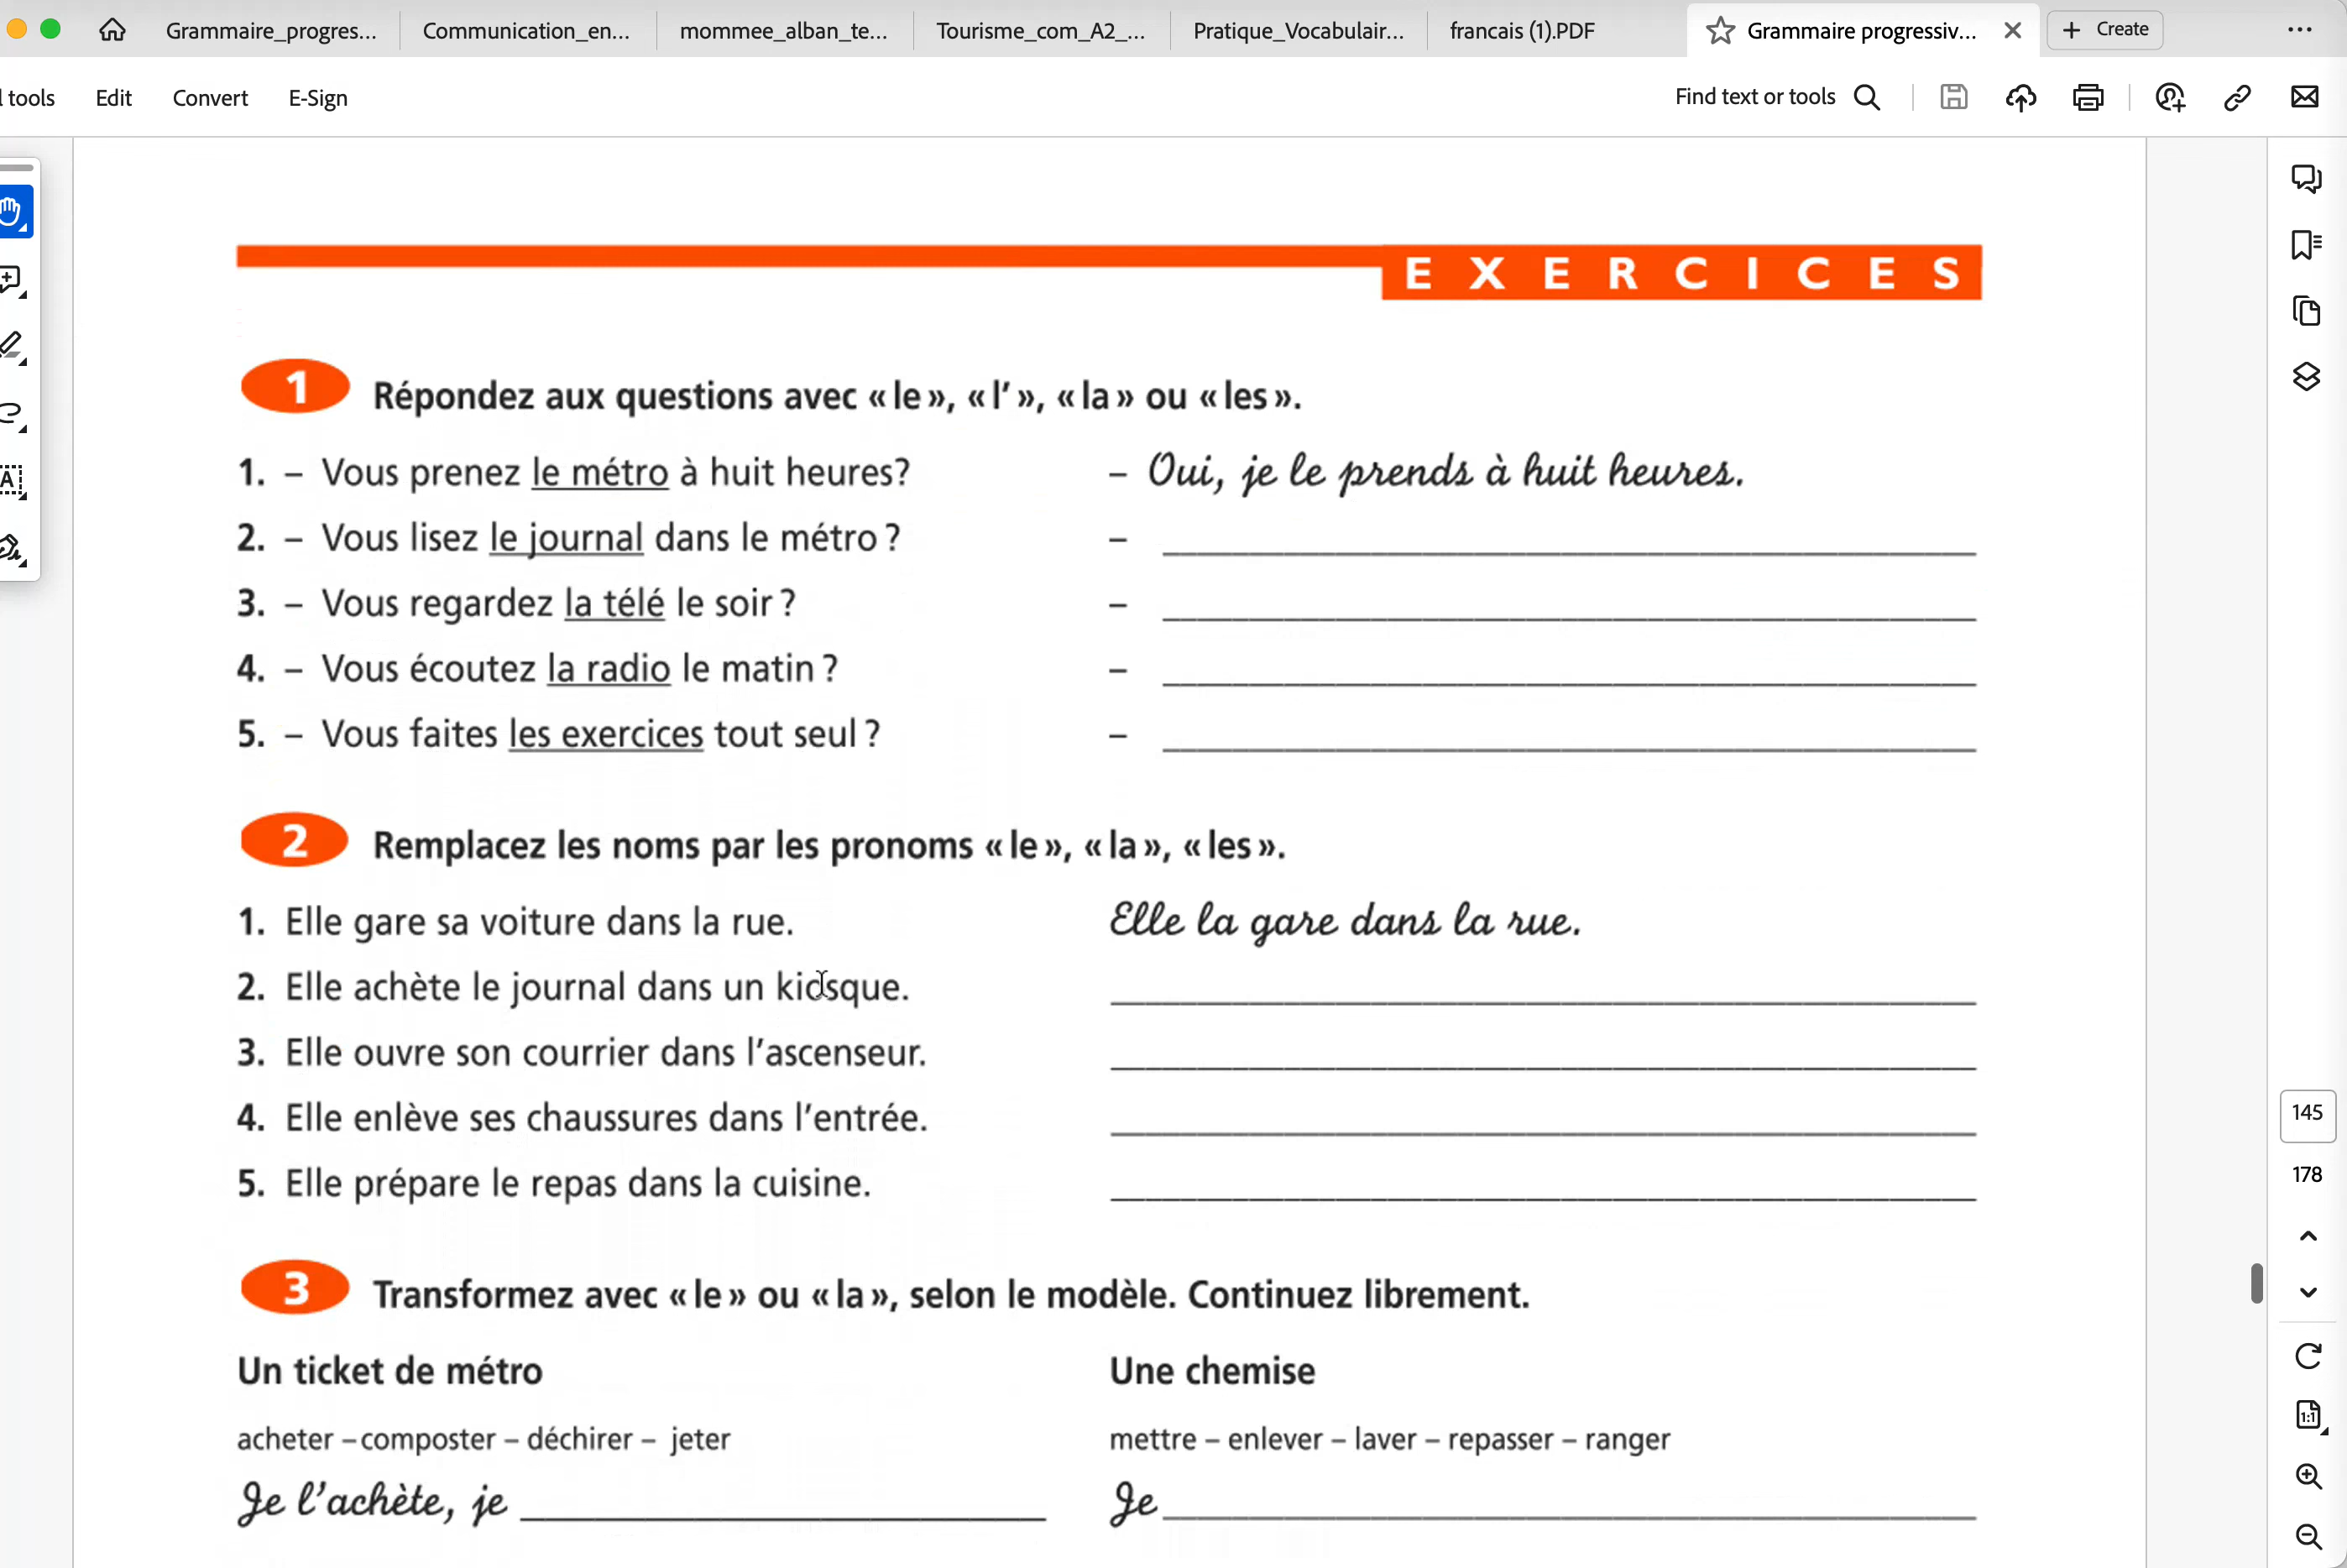 Grammaire_progres... Communication_en... mommee_alban_te... Tourisme_com_A2_... Pratique_Vocabulair... francais (1).PDF Grammaire progressiv... Create
tools Edit Convert E-Sign Find text or tools
EXERCICES
1 Répondez aux questions avec « le », « l' », « la » ou « les ».
1. – Vous prenez le métro à huit heures? – Oui, je le prends à huit heures.
2. – Vous lisez le journal dans le métro ? –
3. – Vous regardez la télé le soir ? –
4. – Vous écoutez la radio le matin ? –
5. – Vous faites les exercices tout seul ? –
2 Remplacez les noms par les pronoms « le », « la », « les ».
1. Elle gare sa voiture dans la rue. Elle la gare dans la rue.
2. Elle achète le journal dans un kiosque.
3. Elle ouvre son courrier dans l'ascenseur.
4. Elle enlève ses chaussures dans l'entrée.
5. Elle prépare le repas dans la cuisine.
145
178
3 Transformez avec « le » ou « la », selon le modèle. Continuez librement.
Un ticket de métro Une chemise
acheter – composter – déchirer – jeter mettre – enlever – laver – repasser – ranger
Je l'achète, je Je